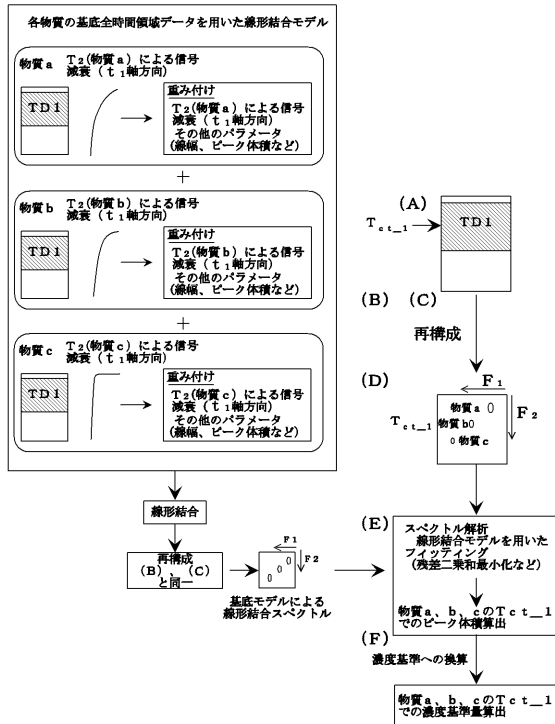 各物質の基底全時間領域データを用いた線形結合モデル
物質a
T₂(物質a)による信号
減衰(t₁軸方向)
TD1
重み付け
T₂(物質a)による信号
減衰(t₁軸方向)
その他のパラメータ
(線幅、ピーク体積など)
+
物質b
T₂(物質b)による信号
減衰(t₁軸方向)
TD1
重み付け
T₂(物質b)による信号
減衰(t₁軸方向)
その他のパラメータ
(線幅、ピーク体積など)
+
物質c
T₂(物質c)による信号
減衰(t₁軸方向)
TD1
重み付け
T₂(物質c)による信号
減衰(t₁軸方向)
その他のパラメータ
(線幅、ピーク体積など)
線形結合
再構成
(B)、(C)
と同一
F₁
F₂
基底モデルによる
線形結合スペクトル
(A)
Tct_1
TD1
(B) (C)
再構成
(D)
F₁
F₂
Tct_1
物質a
物質b
物質c
(E)
スペクトル解析
線形結合モデルを用いた
フィッティング
(残差二乗和最小化など)
物質a、b、cのTct_1
でのピーク体積算出
(F)
濃度基準への換算
物質a、b、cのTct_1
での濃度基準量算出